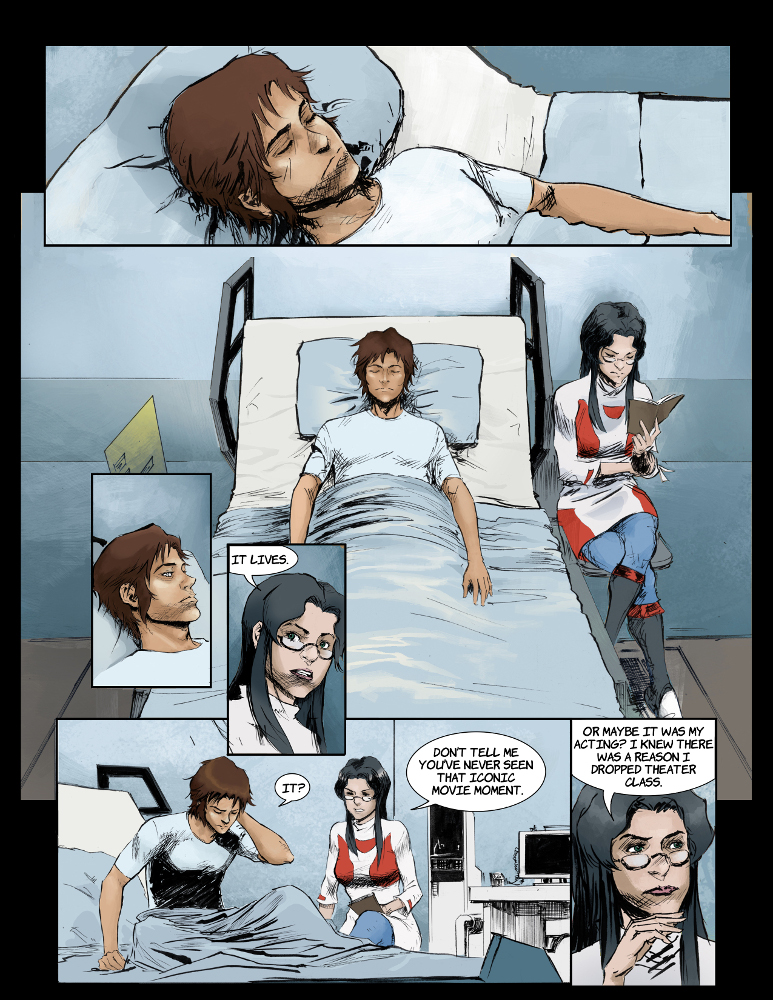 IT LIVES.
IT?
DON'T TELL ME
YOU'VE NEVER SEEN
THAT ICONIC
MOVIE MOMENT.
OR MAYBE IT WAS MY
ACTING? I KNEW THERE
WAS A REASON I
DROPPED THEATER
CLASS.